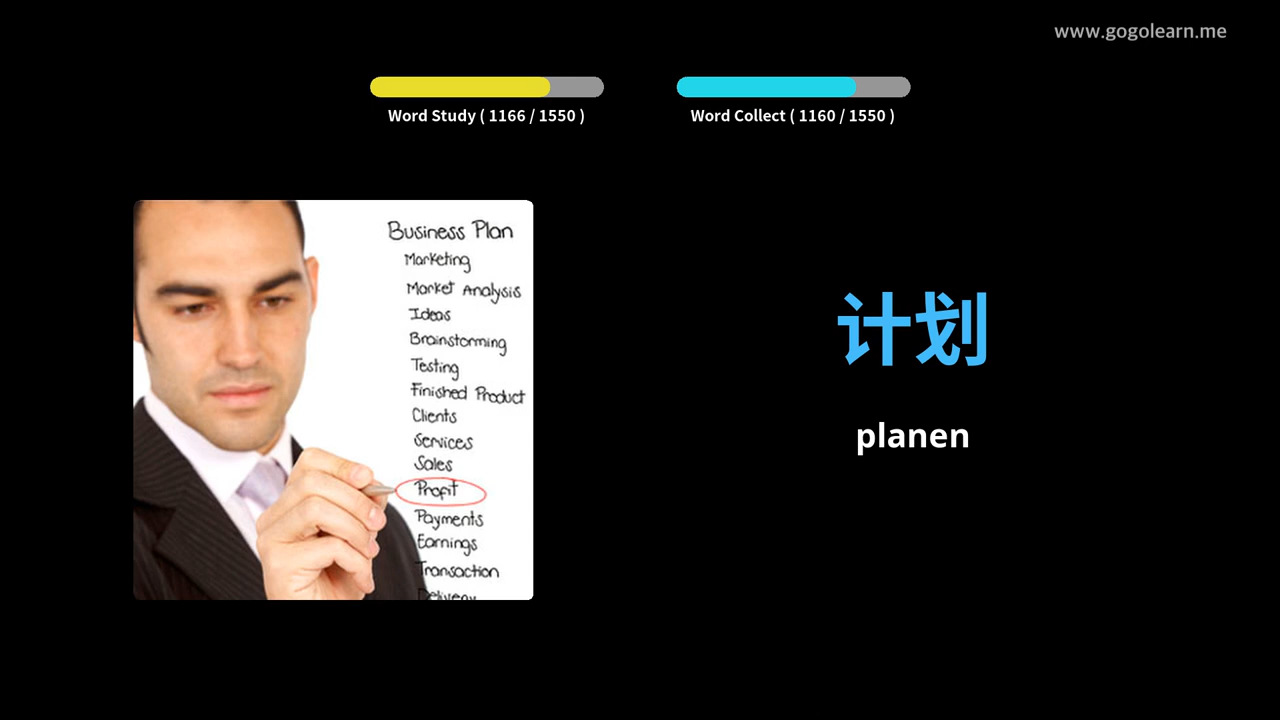 www.gogolearn.me
Word Study ( 1166 / 1550 )
Word Collect ( 1160 / 1550 )
Business Plan
Marketing
Market Analysis
Ideas
Brainstorming
Testing
Finished Product
Clients
Services
Sales
Profit
Payments
Earnings
Transaction
Delivery
计划
planen